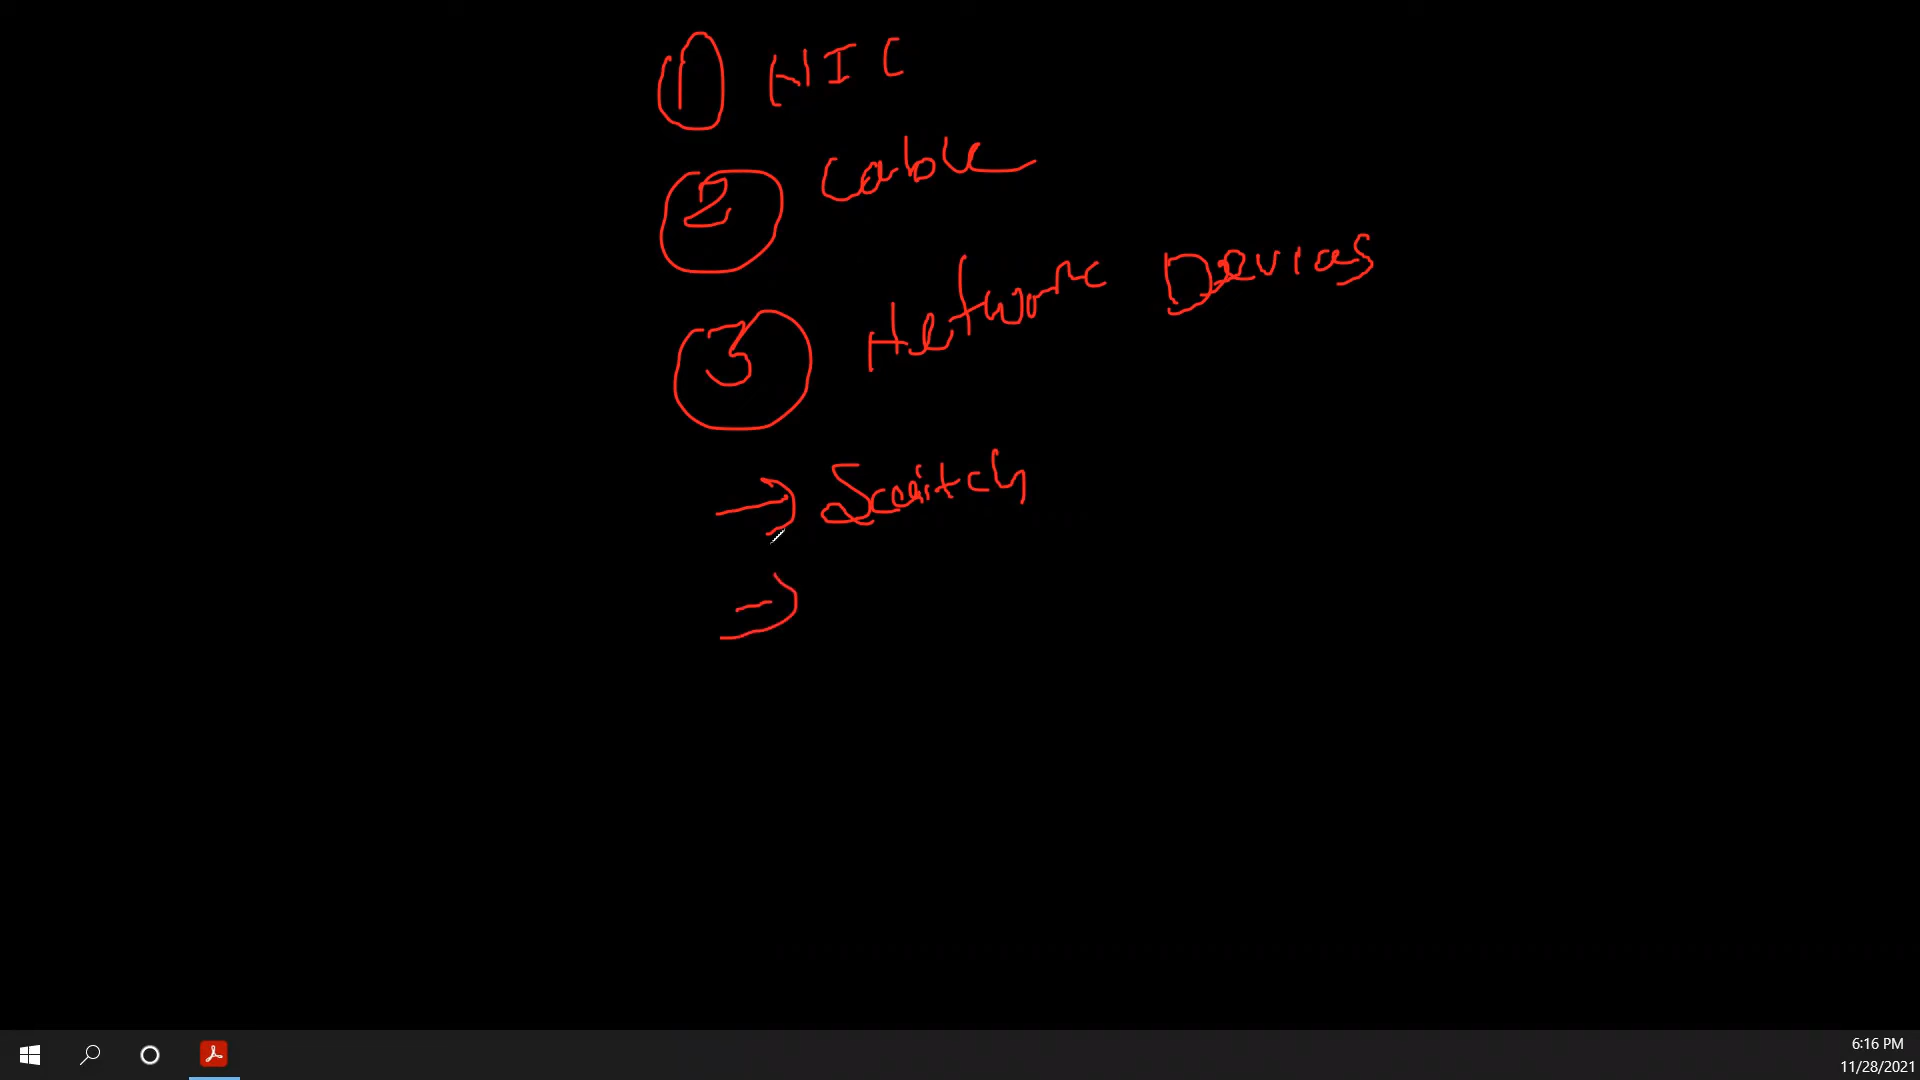 1 NIC
2 Cable
3 Network Devices
→ Switch
→
6:16 PM
11/28/2021